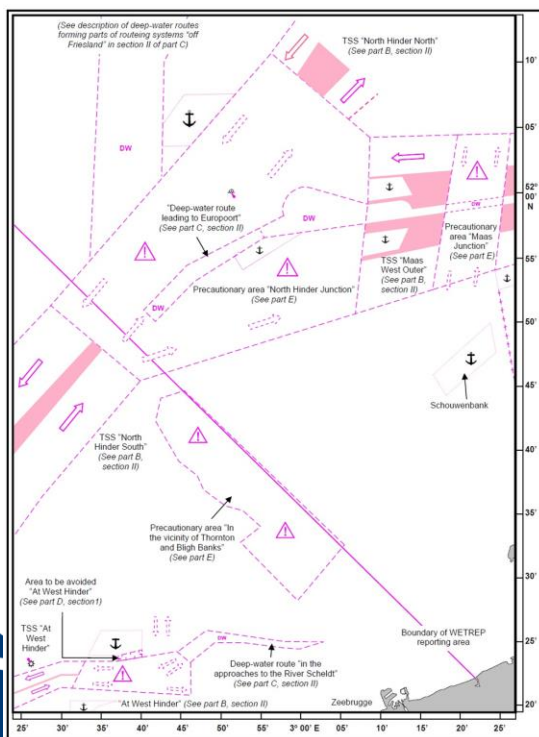 (See description of deep-water routes
forming parts of routeing systems "off
Friesland" in section II of part C)
TSS "North Hinder North"
(See part B, section II)
10'
05'
DW
52°
00' N
"Deep-water route
leading to Europoort"
(See part C, section II)
DW
DW
Precautionary
area "Maas
Junction"
(See part E)
55'
TSS "Maas
West Outer"
(See part B,
section II)
Precautionary area "North Hinder Junction"
(See part E)
DW
50'
45'
Schouwenbank
TSS "North
Hinder South"
(See part B,
section II)
40'
35'
Precautionary area "In
the vicinity of Thornton
and Bligh Banks"
(See part E)
30'
Area to be avoided
"At West Hinder"
(See part D, section1)
TSS "At
West
Hinder"
DW
Boundary of WETREP
reporting area
25'
Deep-water route "in the
approaches to the River Scheldt"
(See part C, section II)
"At West Hinder" (See part B, section II)
Zeebrugge
20'
25' 30' 35' 40' 45' 50' 55' 3° 00' E 05' 10' 15' 20' 25'